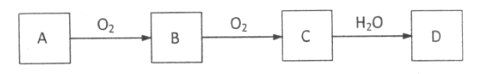 A O₂ B O₂ C H₂O D